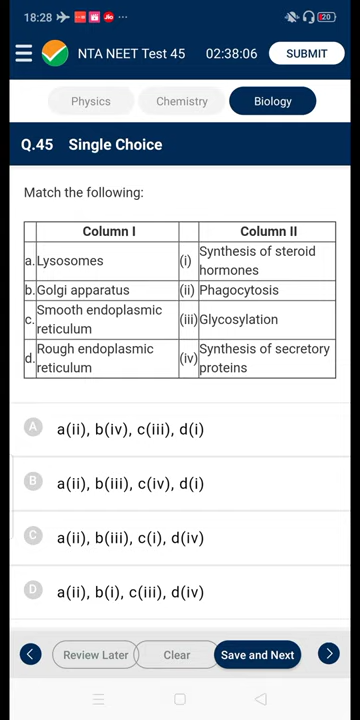 18:28 Jio 20
NTA NEET Test 45 02:38:06 SUBMIT
Physics Chemistry Biology
Q.45 Single Choice
Match the following:
Column I Column II
a. Lysosomes (i) Synthesis of steroid hormones
b. Golgi apparatus (ii) Phagocytosis
c. Smooth endoplasmic reticulum (iii) Glycosylation
d. Rough endoplasmic reticulum (iv) Synthesis of secretory proteins
A a(ii), b(iv), c(iii), d(i)
B a(ii), b(iii), c(iv), d(i)
C a(ii), b(iii), c(i), d(iv)
D a(ii), b(i), c(iii), d(iv)
Review Later Clear Save and Next